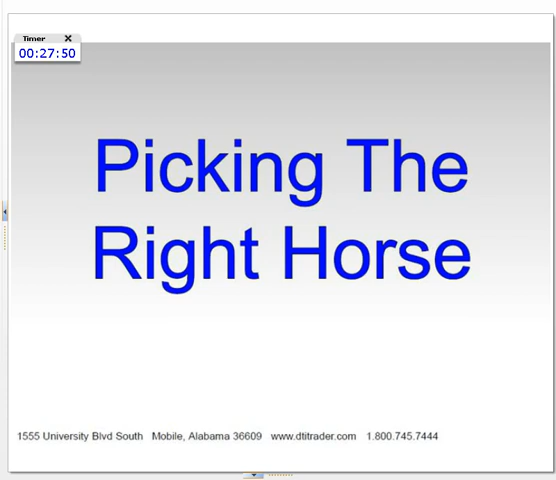 Timer
00:27:50
Picking The
Right Horse
1555 University Blvd South Mobile, Alabama 36609 www.dtitrader.com 1.800.745.7444